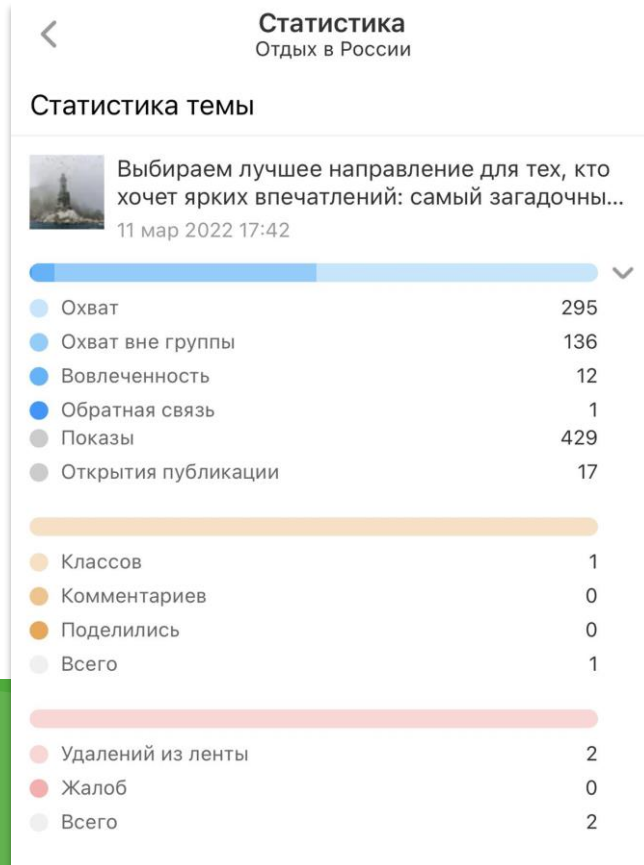 Статистика
Отдых в России
Статистика темы
Выбираем лучшее направление для тех, кто
хочет ярких впечатлений: самый загадочны...
11 мар 2022 17:42
Охват 295
Охват вне группы 136
Вовлеченность 12
Обратная связь 1
Показы 429
Открытия публикации 17
Классов 1
Комментариев 0
Поделились 0
Всего 1
Удалений из ленты 2
Жалоб 0
Всего 2